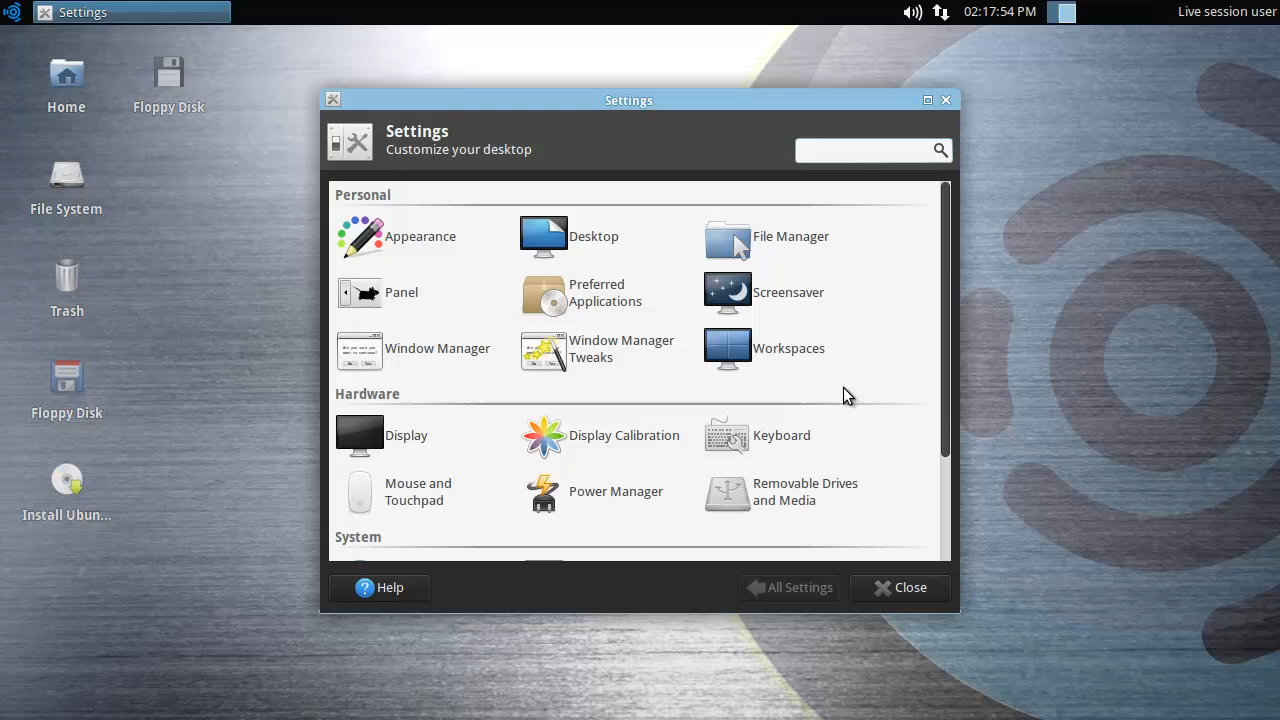 Settings
02:17:54 PM
Live session user
Home
Floppy Disk
File System
Trash
Floppy Disk
Install Ubun...
Settings
Settings
Customize your desktop
Personal
Appearance
Desktop
File Manager
Panel
Preferred
Applications
Screensaver
Window Manager
Window Manager
Tweaks
Workspaces
Hardware
Display
Display Calibration
Keyboard
Mouse and
Touchpad
Power Manager
Removable Drives
and Media
System
Help
All Settings
Close